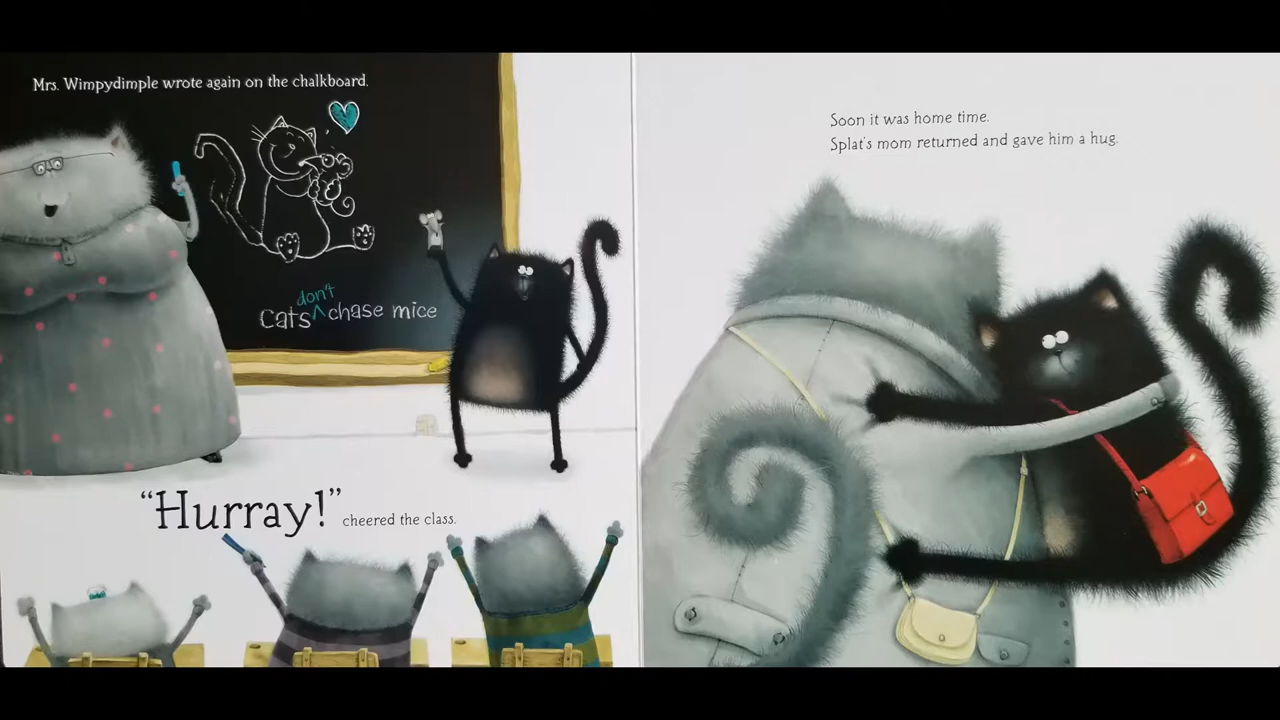 Mrs. Wimpydimple wrote again on the chalkboard.
don't
Cats ^ chase mice
"Hurray!" cheered the class.
Soon it was home time.
Splat's mom returned and gave him a hug.